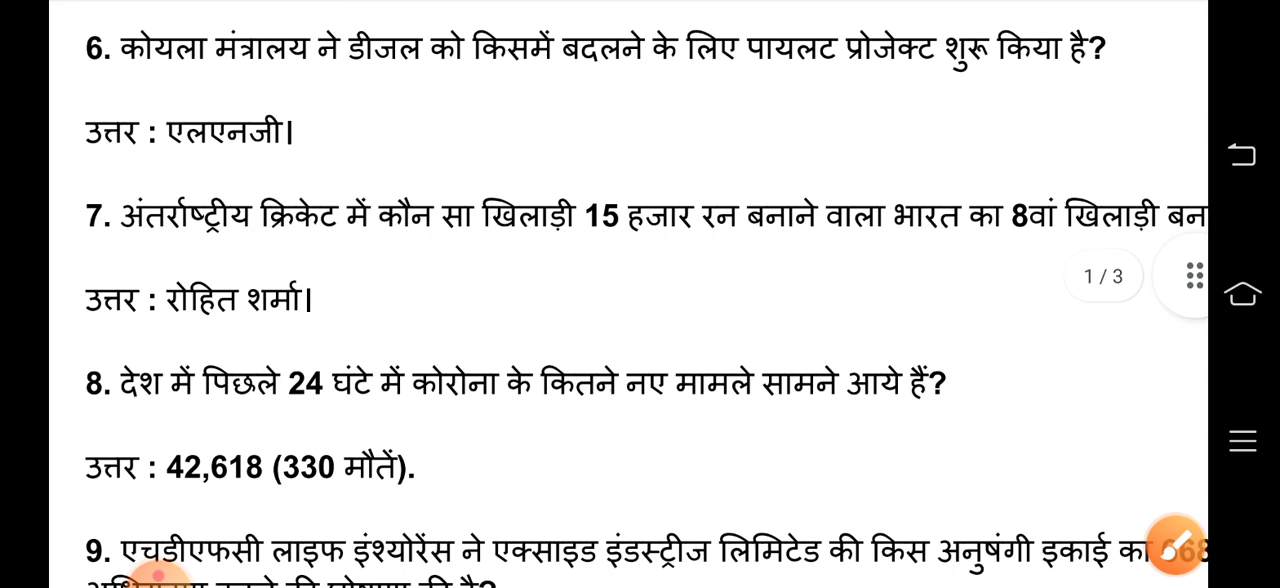 6. कोयला मंत्रालय ने डीजल को किसमें बदलने के लिए पायलट प्रोजेक्ट शुरू किया है?
उत्तर : एलएनजी।
7. अंतर्राष्ट्रीय क्रिकेट में कौन सा खिलाड़ी 15 हजार रन बनाने वाला भारत का 8वां खिलाड़ी बन
1 / 3
उत्तर : रोहित शर्मा।
8. देश में पिछले 24 घंटे में कोरोना के कितने नए मामले सामने आये हैं?
उत्तर : 42,618 (330 मौतें).
9. एचडीएफसी लाइफ इंश्योरेंस ने एक्साइड इंडस्ट्रीज लिमिटेड की किस अनुषंगी इकाई का
की है?